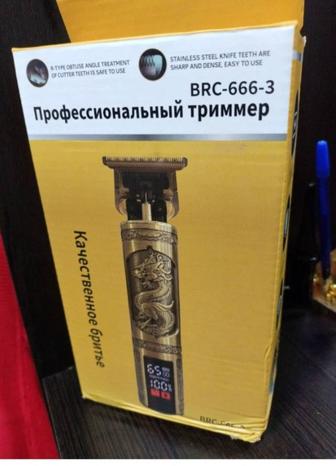 R-TYPE OBTUSE ANGLE TREATMENT
OF CUTTER TEETH IS SAFE TO USE
STAINLESS STEEL KNIFE TEETH ARE
SHARP AND DENSE, EASY TO USE
BRC-666-3
Профессиональный триммер
Качественное бритье
65
100%